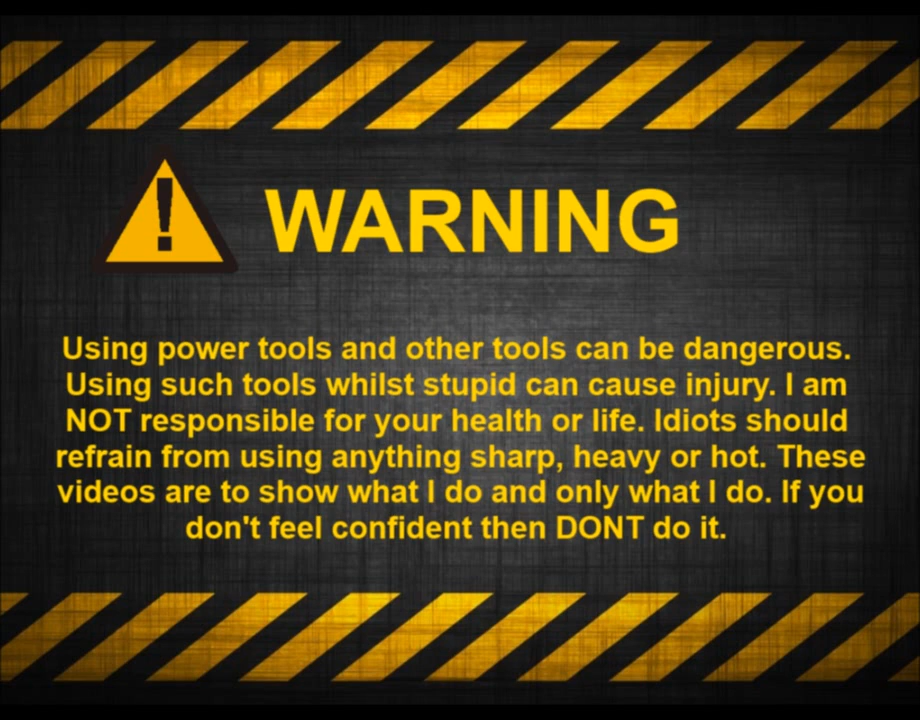 WARNING
Using power tools and other tools can be dangerous.
Using such tools whilst stupid can cause injury. I am
NOT responsible for your health or life. Idiots should
refrain from using anything sharp, heavy or hot. These
videos are to show what I do and only what I do. If you
don't feel confident then DONT do it.